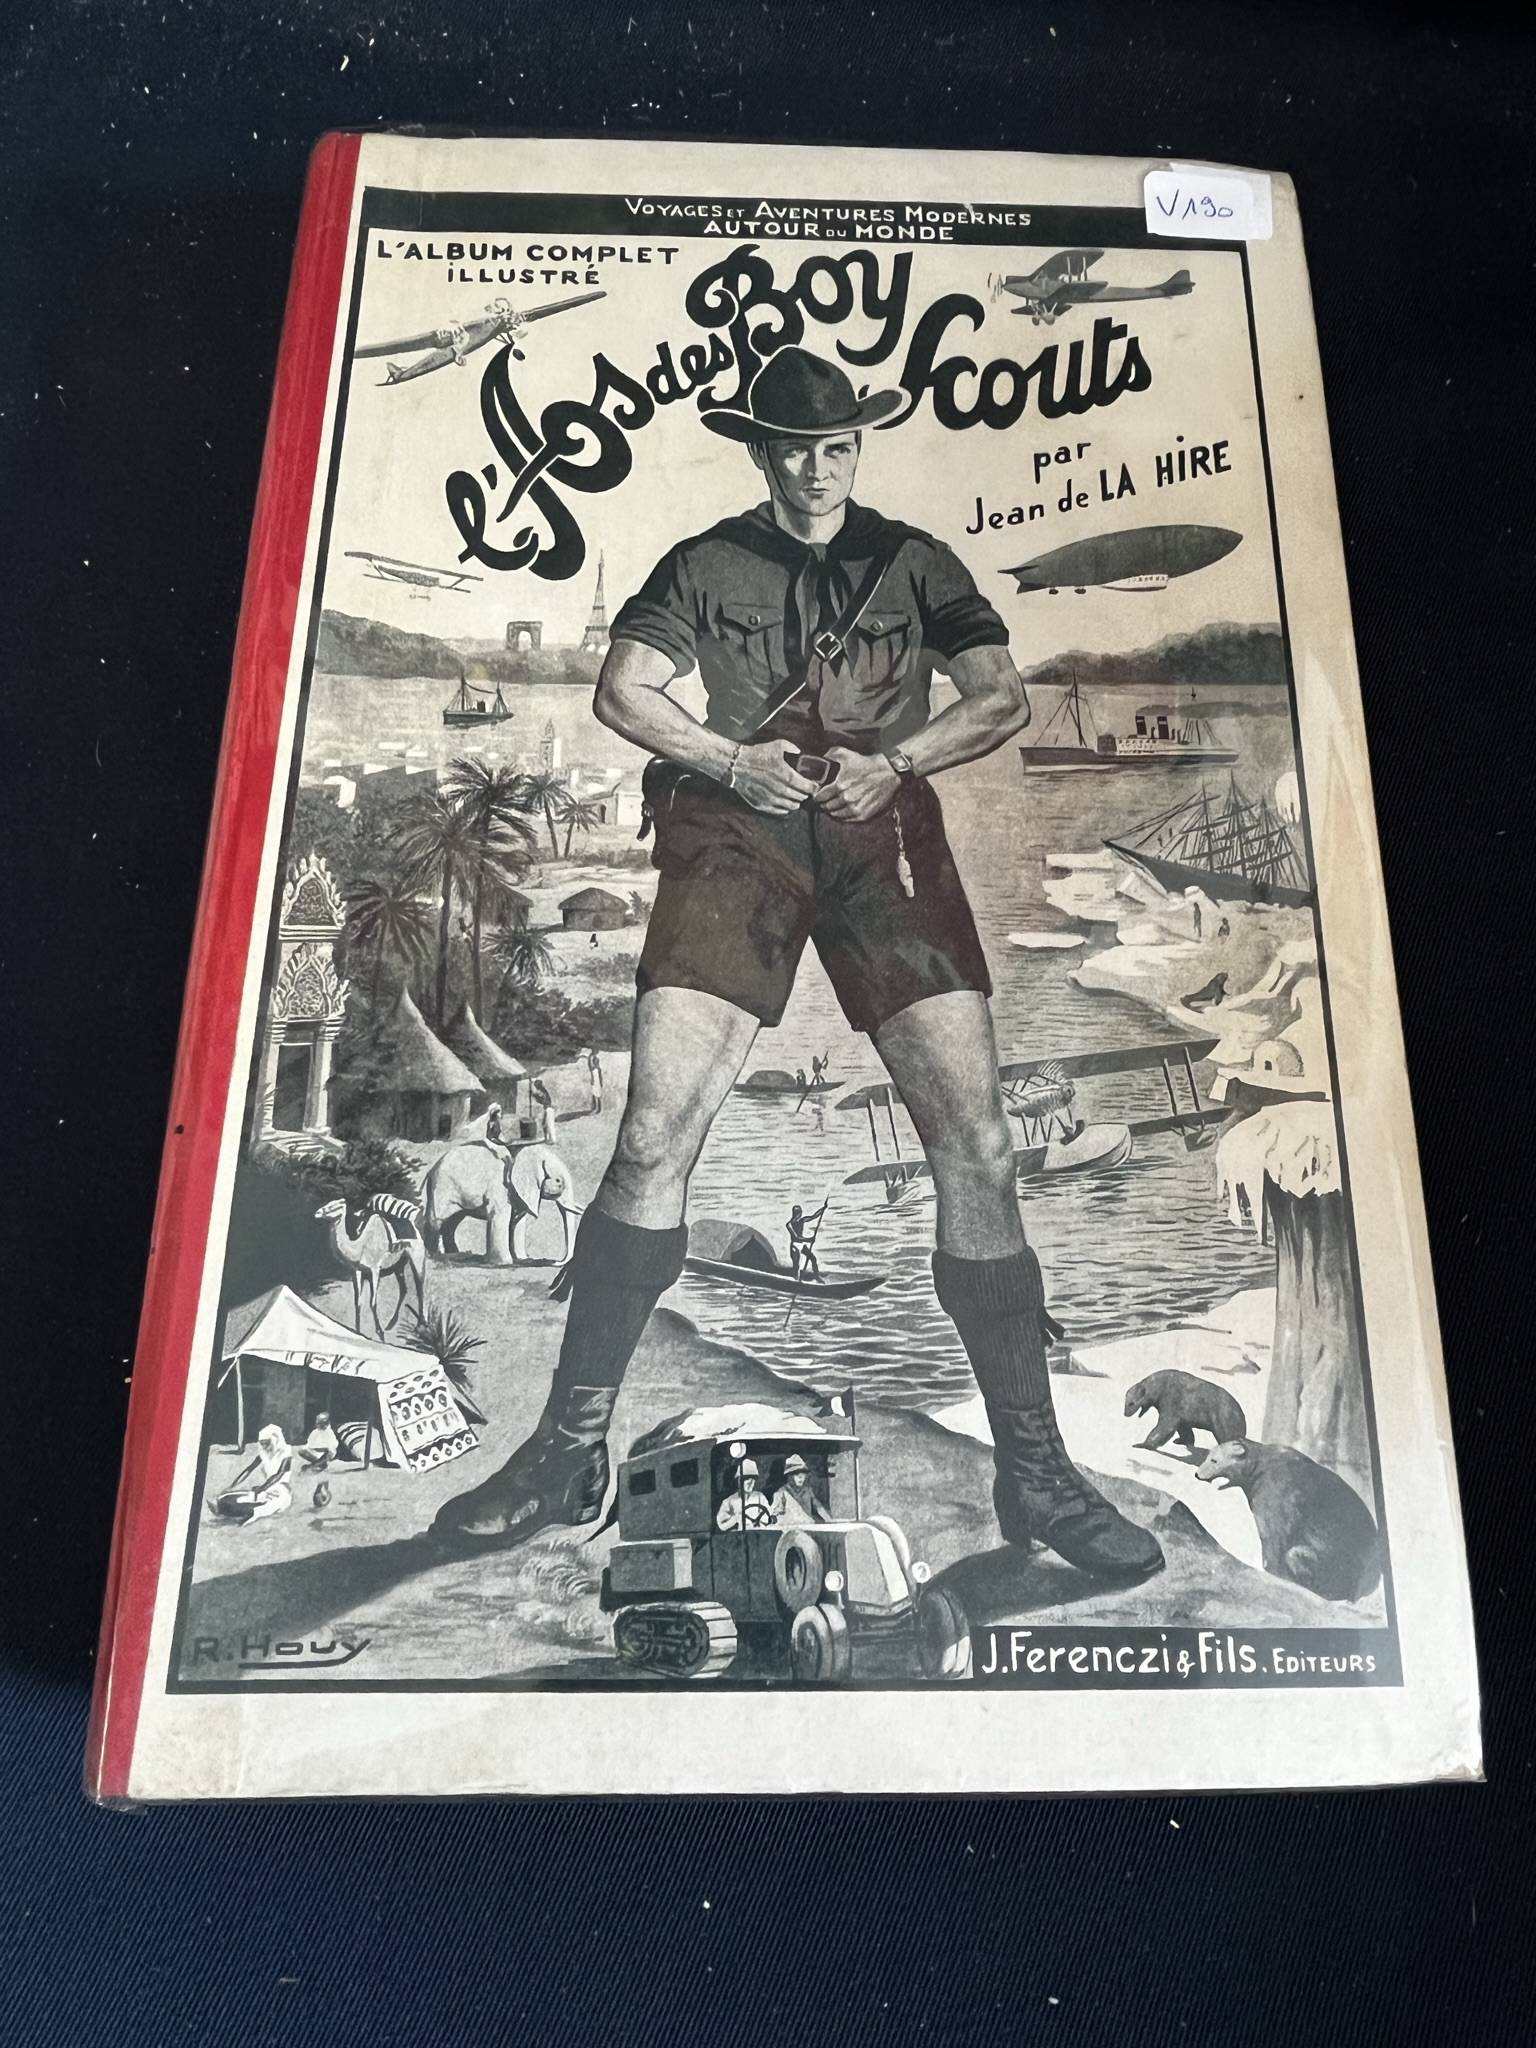 VOYAGES ET AVENTURES MODERNES
AUTOUR DU MONDE
V190
L'ALBUM COMPLET
ILLUSTRÉ
l'As des Boy Scouts
par
Jean de LA HIRE
R. HOUY
J. Ferenczi & Fils. EDITEURS